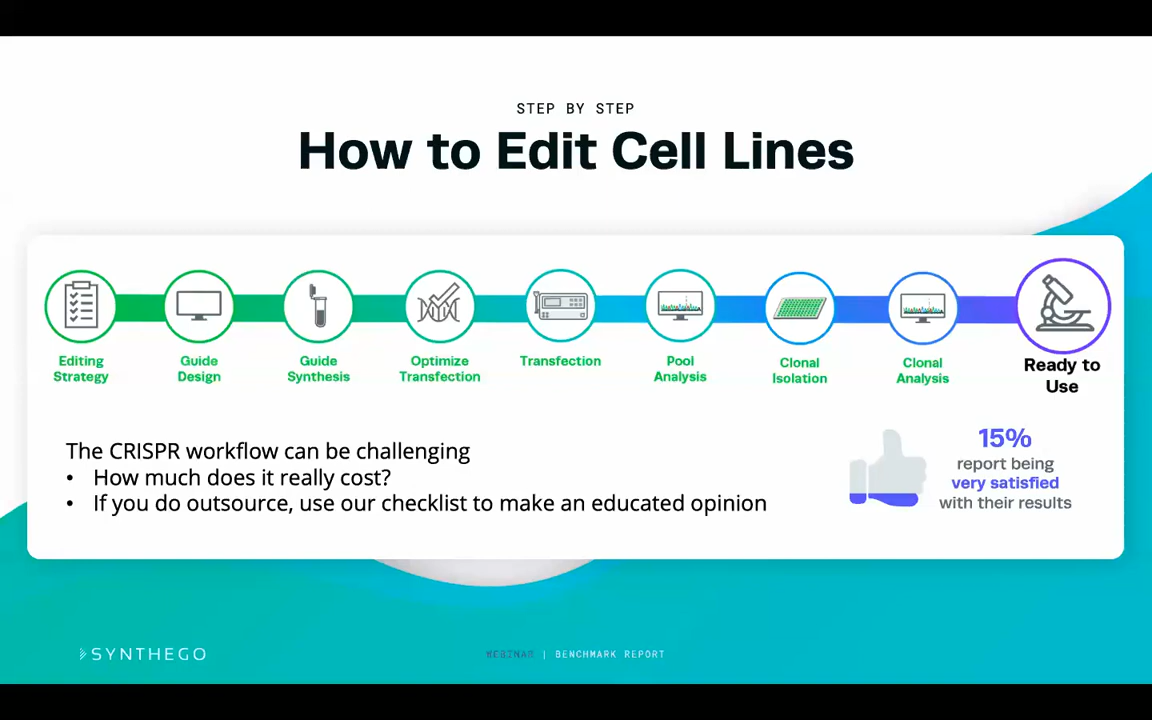 STEP BY STEP
How to Edit Cell Lines
Editing
Strategy
Guide
Design
Guide
Synthesis
Optimize
Transfection
Transfection
Pool
Analysis
Clonal
Isolation
Clonal
Analysis
Ready to
Use
The CRISPR workflow can be challenging
• How much does it really cost?
• If you do outsource, use our checklist to make an educated opinion
15%
report being
very satisfied
with their results
SYNTHEGO
WEBINAR | BENCHMARK REPORT